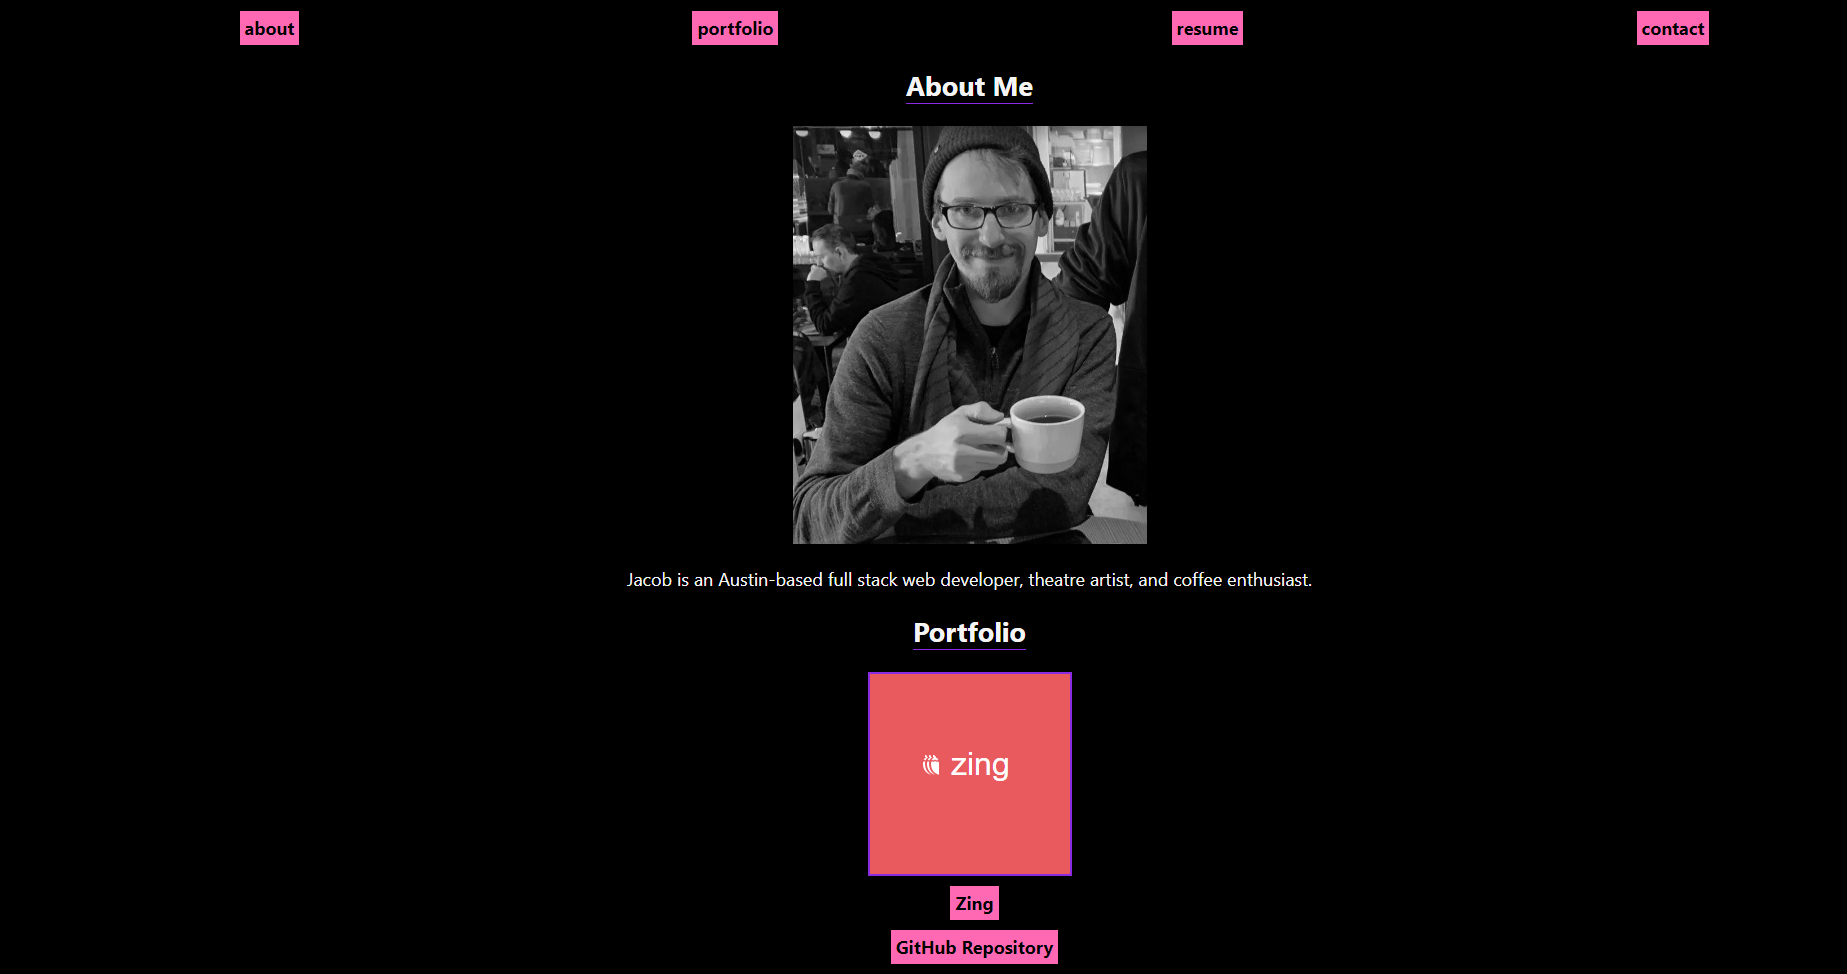 about portfolio resume contact
About Me
Jacob is an Austin-based full stack web developer, theatre artist, and coffee enthusiast.
Portfolio
zing
Zing
GitHub Repository